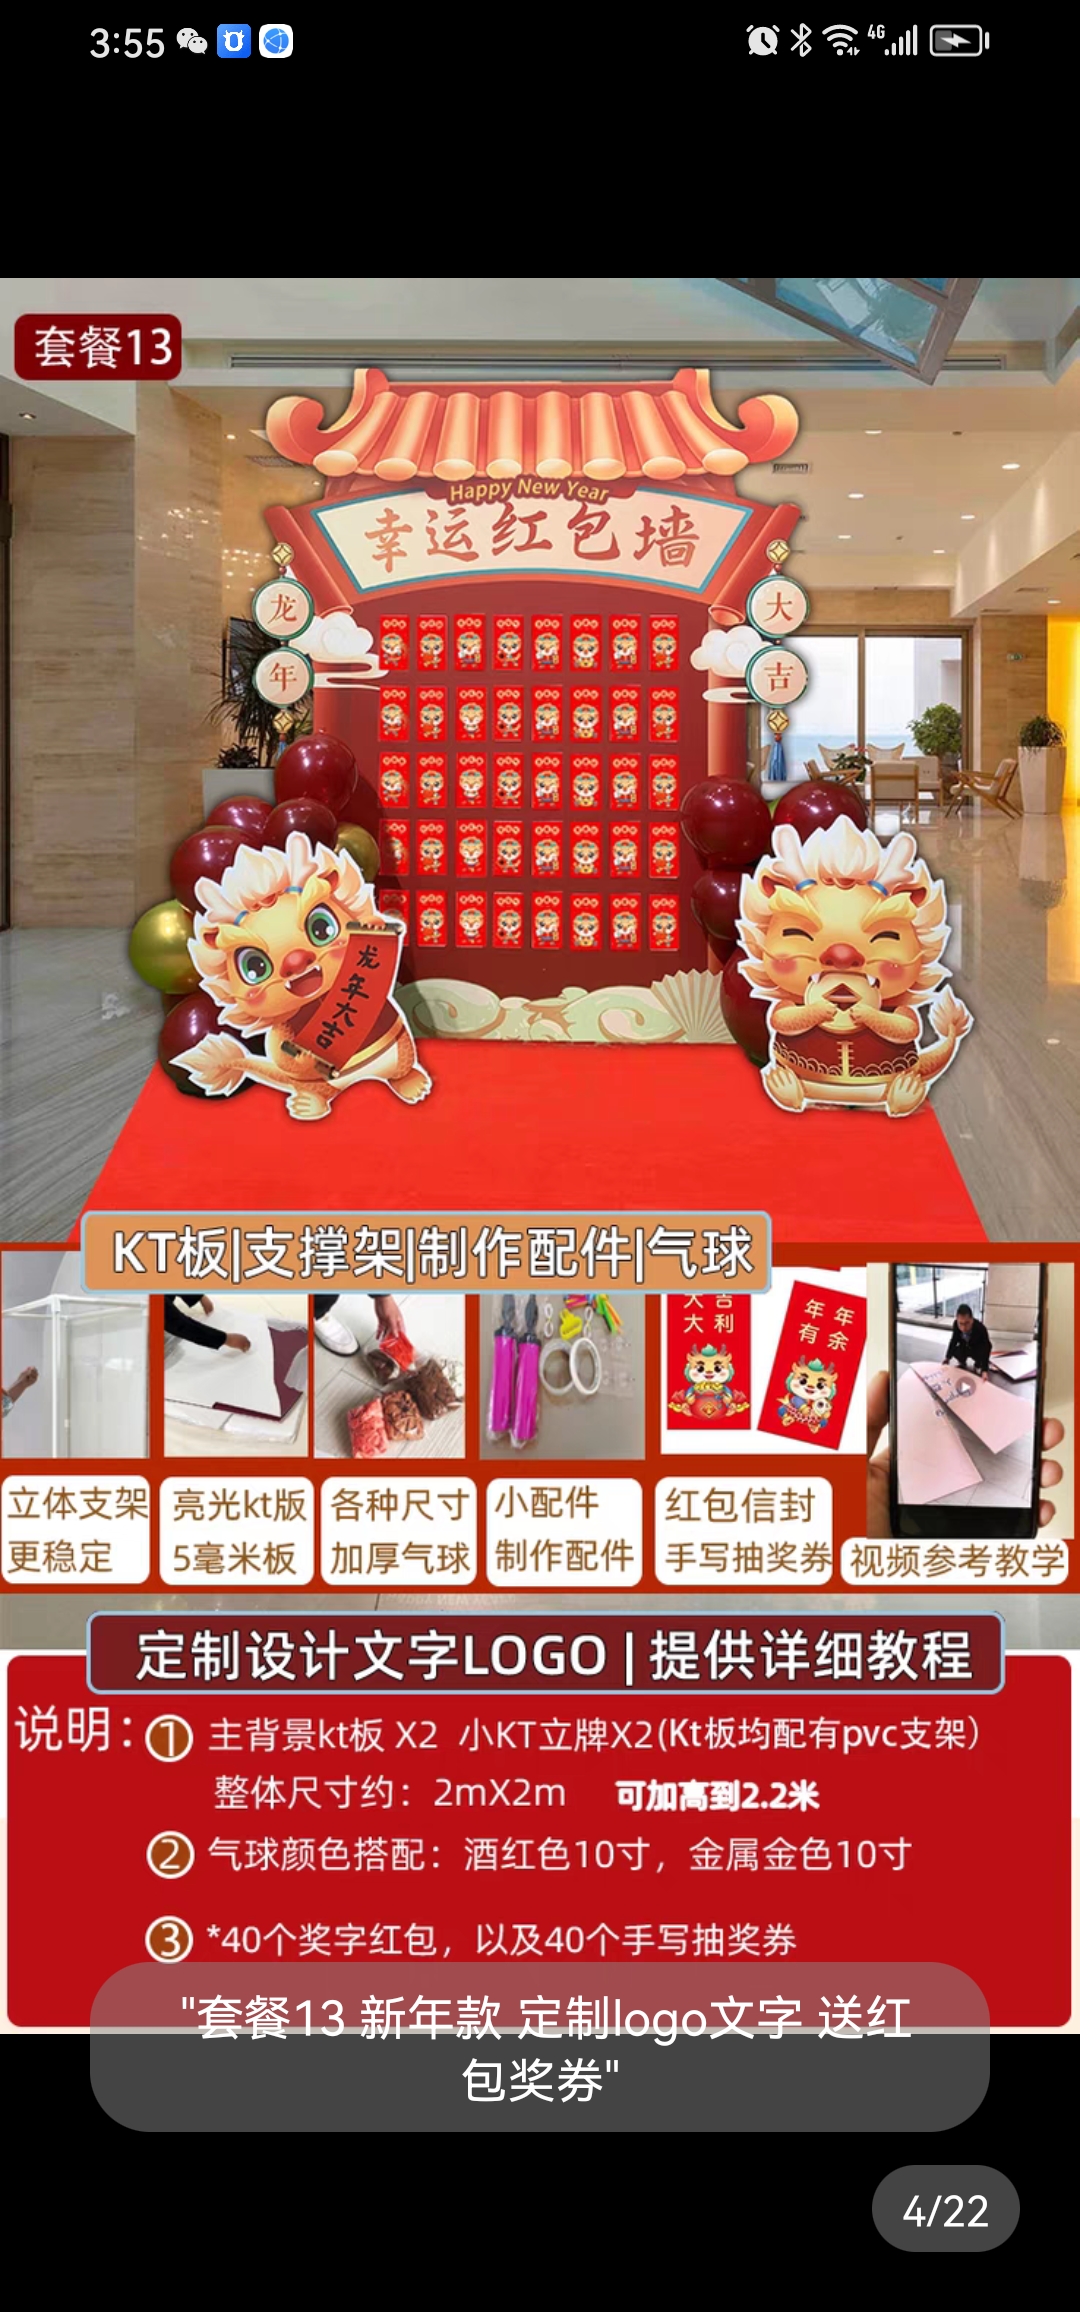 3:55
4G
套餐13
Happy New Year
幸运红包墙
龙年
大吉
龙年大吉
KT板|支撑架|制作配件|气球
大吉
大利
年年
有余
立体支架
更稳定
亮光kt版
5毫米板
各种尺寸
加厚气球
小配件
制作配件
红包信封
手写抽奖券
视频参考教学
定制设计文字LOGO | 提供详细教程
说明：① 主背景kt板 X2 小KT立牌X2(Kt板均配有pvc支架）
整体尺寸约：2mX2m 可加高到2.2米
② 气球颜色搭配：酒红色10寸，金属金色10寸
③ *40个奖字红包，以及40个手写抽奖券
"套餐13 新年款 定制logo文字 送红
包奖券"
4/22